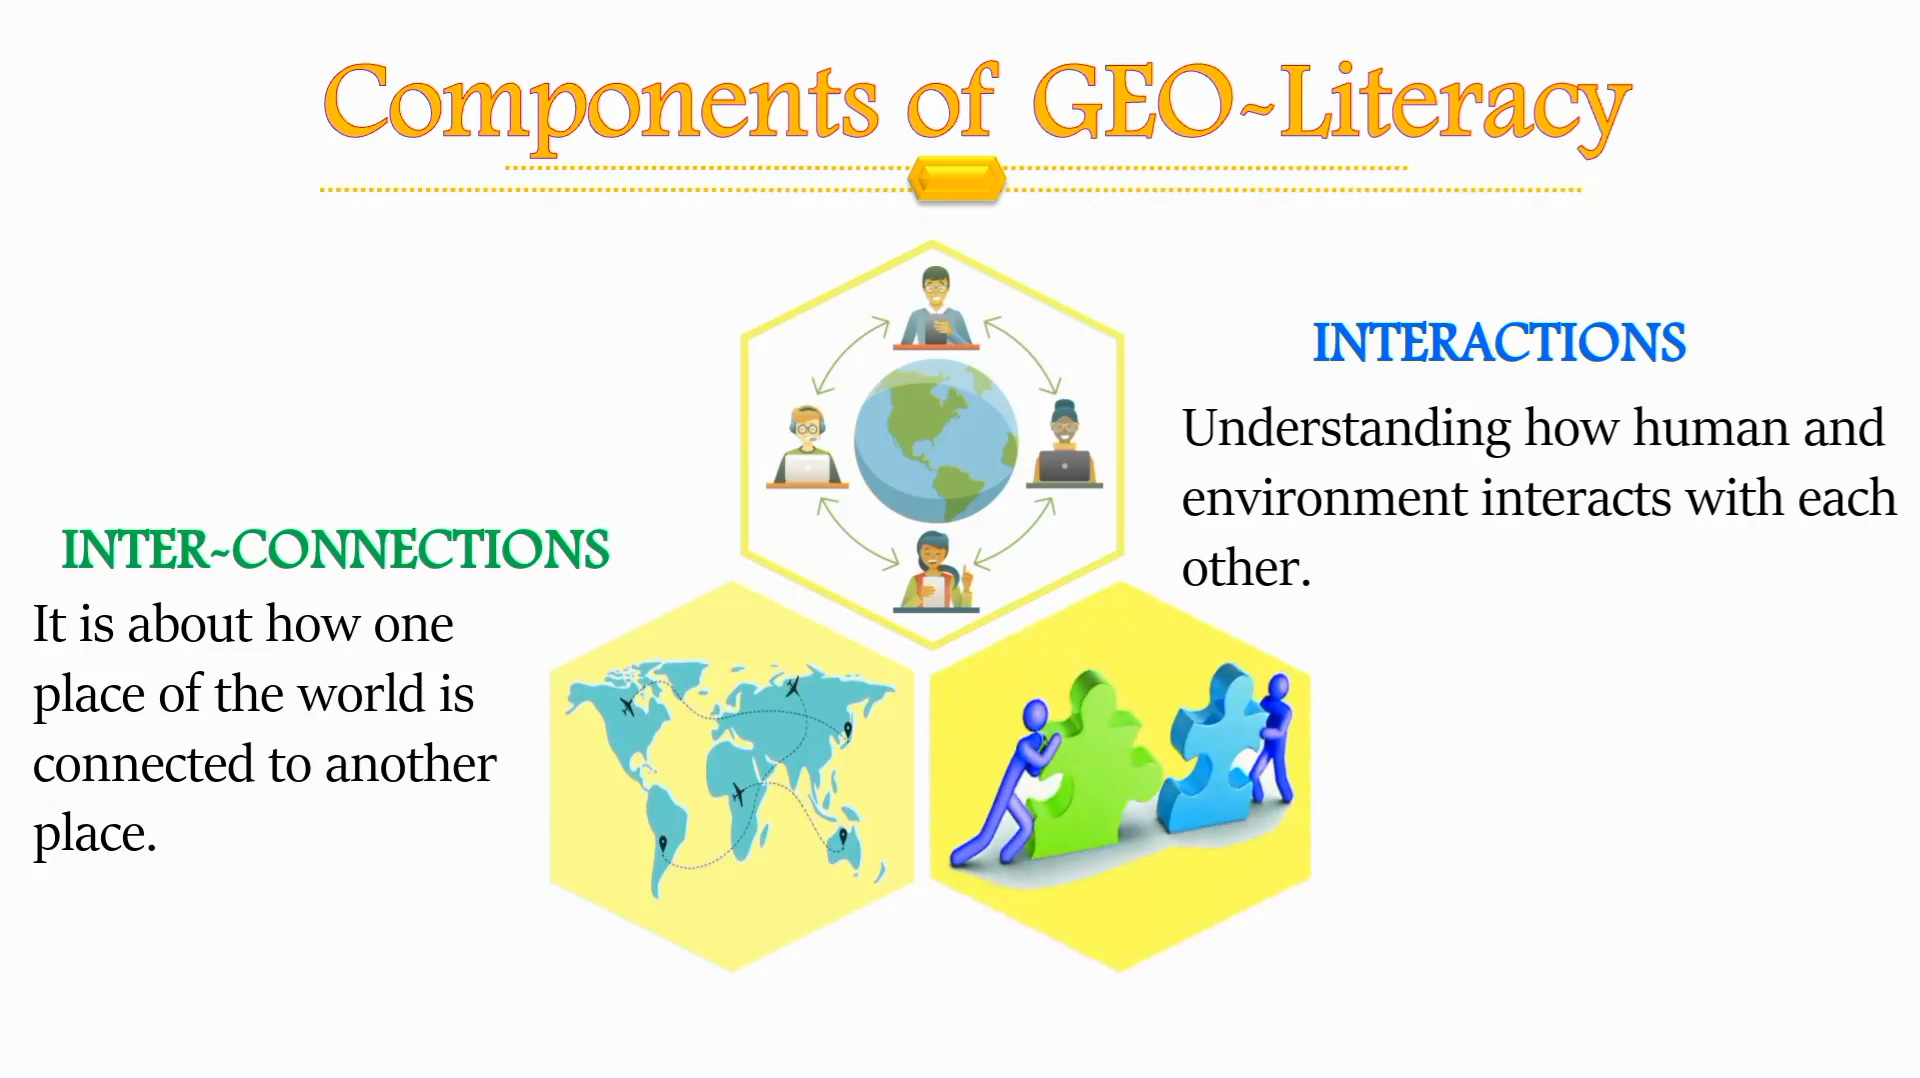 Components of GEO~Literacy
INTERACTIONS
Understanding how human and
environment interacts with each
other.
INTER~CONNECTIONS
It is about how one
place of the world is
connected to another
place.